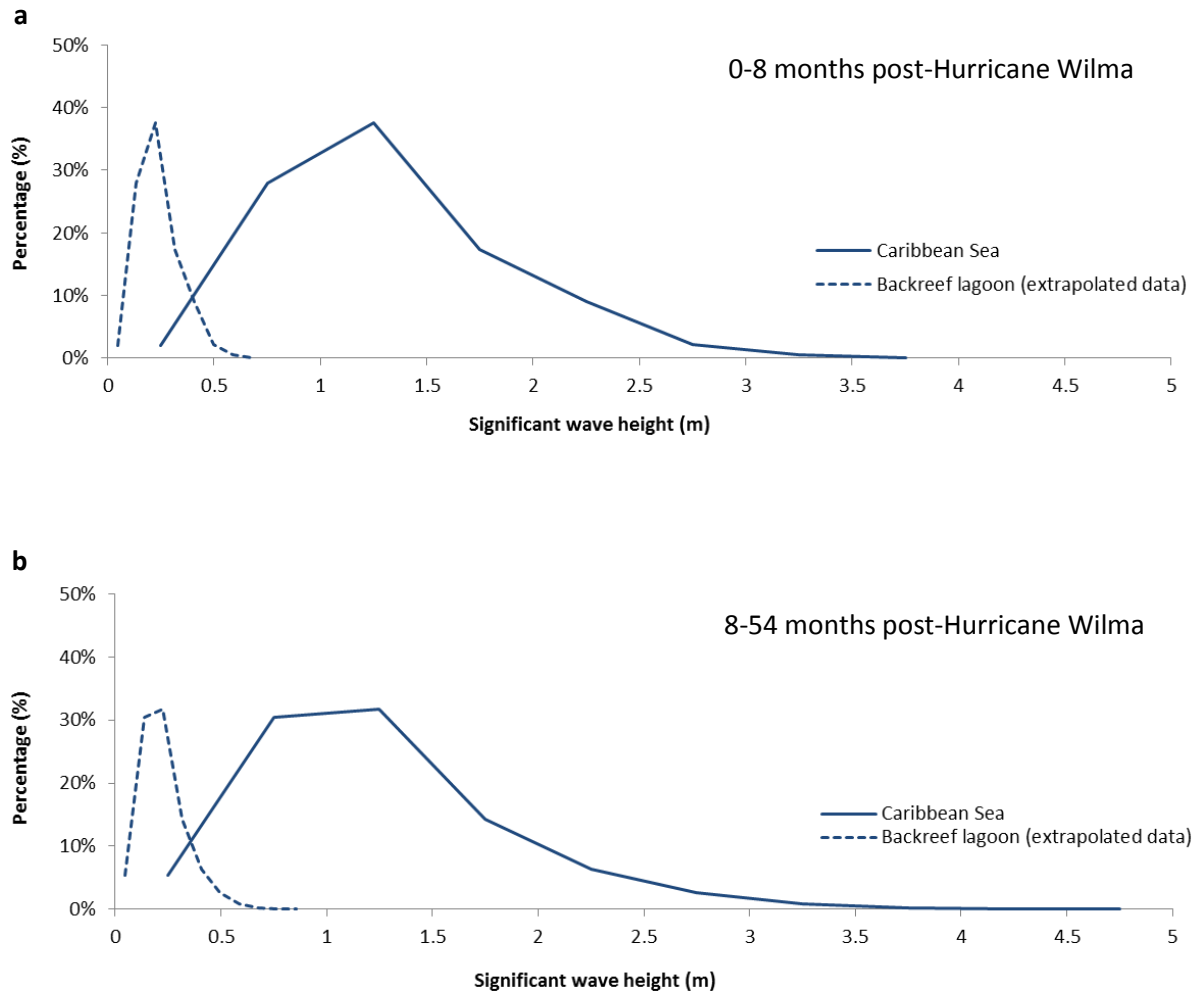 a
50%
40%
30%
20%
10%
0%
Percentage (%)
0-8 months post-Hurricane Wilma
Caribbean Sea
Backreef lagoon (extrapolated data)
0 0.5 1 1.5 2 2.5 3 3.5 4 4.5 5
Significant wave height (m)
b
50%
40%
30%
20%
10%
0%
Percentage (%)
8-54 months post-Hurricane Wilma
Caribbean Sea
Backreef lagoon (extrapolated data)
0 0.5 1 1.5 2 2.5 3 3.5 4 4.5 5
Significant wave height (m)